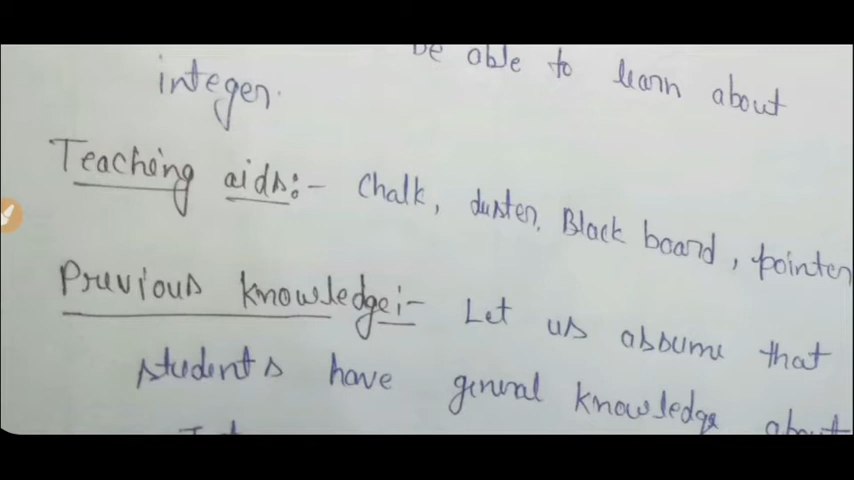 be able to learn about
integer.
Teaching aids:- Chalk, duster, Black board, pointer
Previous knowledge:- Let us assume that
students have general knowledge about